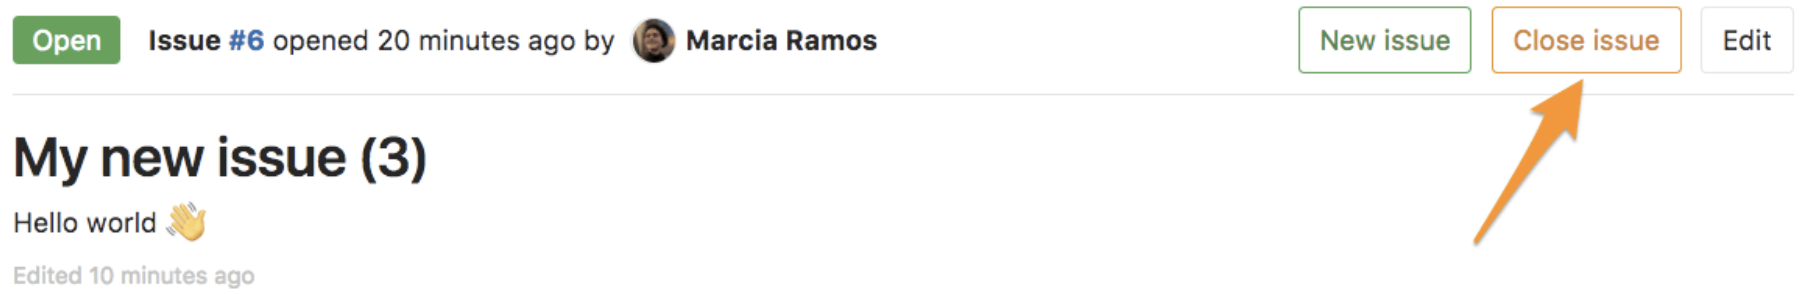 Open Issue #6 opened 20 minutes ago by Marcia Ramos New issue Close issue Edit
My new issue (3)
Hello world 👋
Edited 10 minutes ago